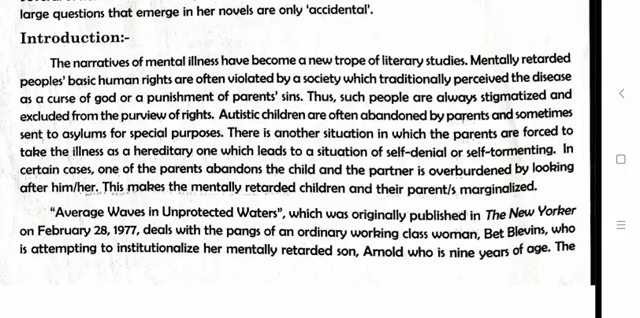 large questions that emerge in her novels are only 'accidental'.
Introduction:-
The narratives of mental illness have become a new trope of literary studies. Mentally retarded
peoples' basic human rights are often violated by a society which traditionally perceived the disease
as a curse of god or a punishment of parents' sins. Thus, such people are always stigmatized and
excluded from the purview of rights. Autistic children are often abandoned by parents and sometimes
sent to asylums for special purposes. There is another situation in which the parents are forced to
take the illness as a hereditary one which leads to a situation of self-denial or self-tormenting. In
certain cases, one of the parents abandons the child and the partner is overburdened by looking
after him/her. This makes the mentally retarded children and their parent/s marginalized.
"Average Waves in Unprotected Waters", which was originally published in The New Yorker
on February 28, 1977, deals with the pangs of an ordinary working class woman, Bet Blevins, who
is attempting to institutionalize her mentally retarded son, Arnold who is nine years of age. The